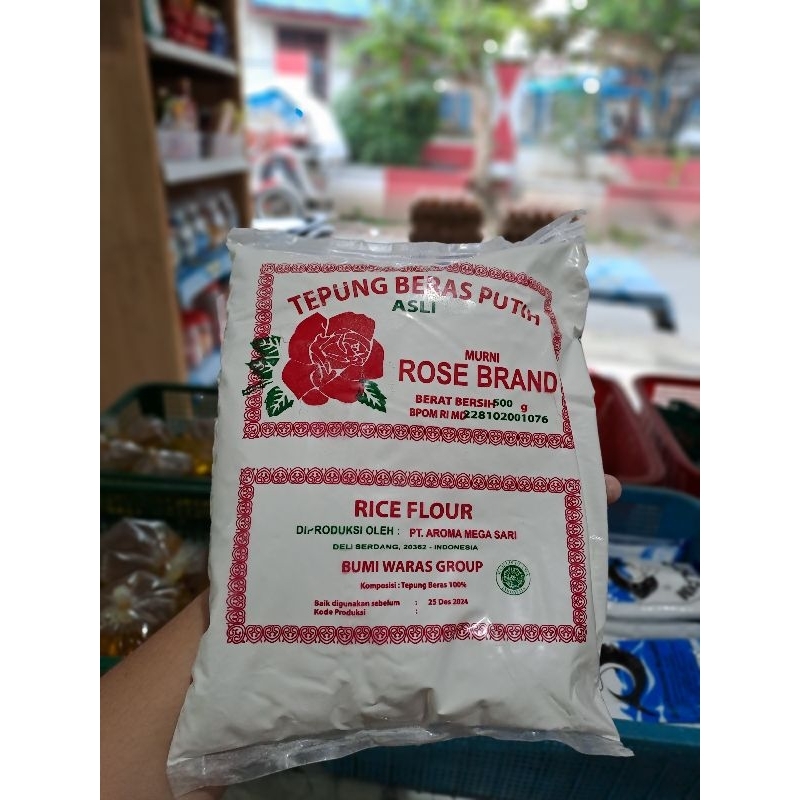 TEPUNG BERAS PUTIH
ASLI
MURNI
ROSE BRAND
BERAT BERSIH 500 g
BPOM RI MD 228102001076
RICE FLOUR
DIPRODUKSI OLEH : PT. AROMA MEGA SARI
DELI SERDANG, 20362 - INDONESIA
BUMI WARAS GROUP
Komposisi : Tepung Beras 100%
Baik digunakan sebelum : 25 Des 2024
Kode Produksi :